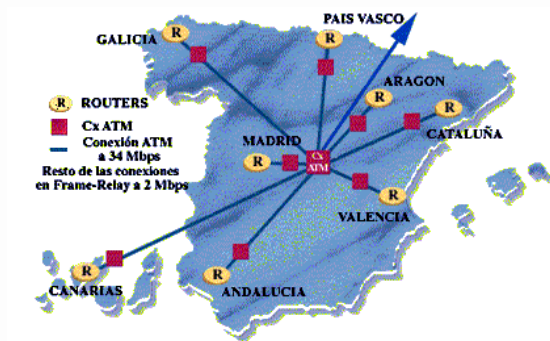 PAIS VASCO
GALICIA
R
R
ARAGON
R
R ROUTERS
R
CATALUÑA
Cx ATM
Conexión ATM
a 34 Mbps
MADRID
R
Cx
ATM
Resto de las conexiones
en Frame-Relay a 2 Mbps
R
VALENCIA
R
CANARIAS
R
ANDALUCIA